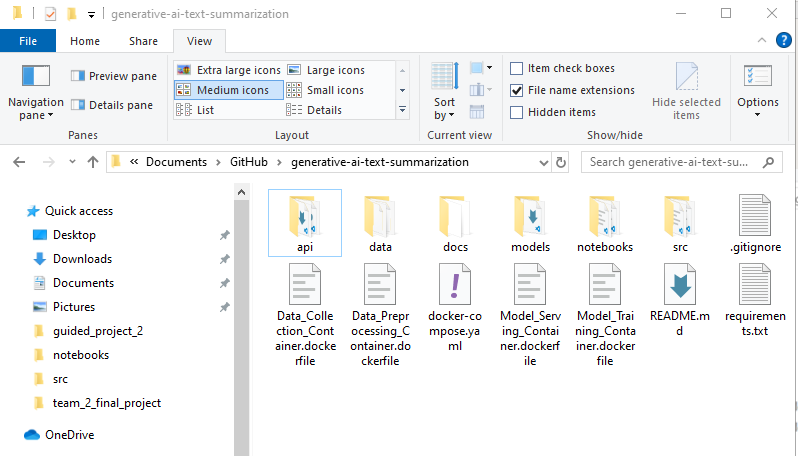 generative-ai-text-summarization
File Home Share View
Navigation pane
Preview pane
Details pane
Panes
Extra large icons Large icons
Medium icons Small icons
List Details
Layout
Sort by
Current view
Item check boxes
File name extensions
Hidden items
Show/hide
Hide selected items
Options
« Documents > GitHub > generative-ai-text-summarization
Search generative-ai-text-su...
Quick access
Desktop
Downloads
Documents
Pictures
guided_project_2
notebooks
src
team_2_final_project
OneDrive
api data docs models notebooks src .gitignore
Data_Collection_Container.dockerfile
Data_Preprocessing_Container.dockerfile
docker-compose.yaml
Model_Serving_Container.dockerfile
Model_Training_Container.dockerfile
README.md
requirements.txt